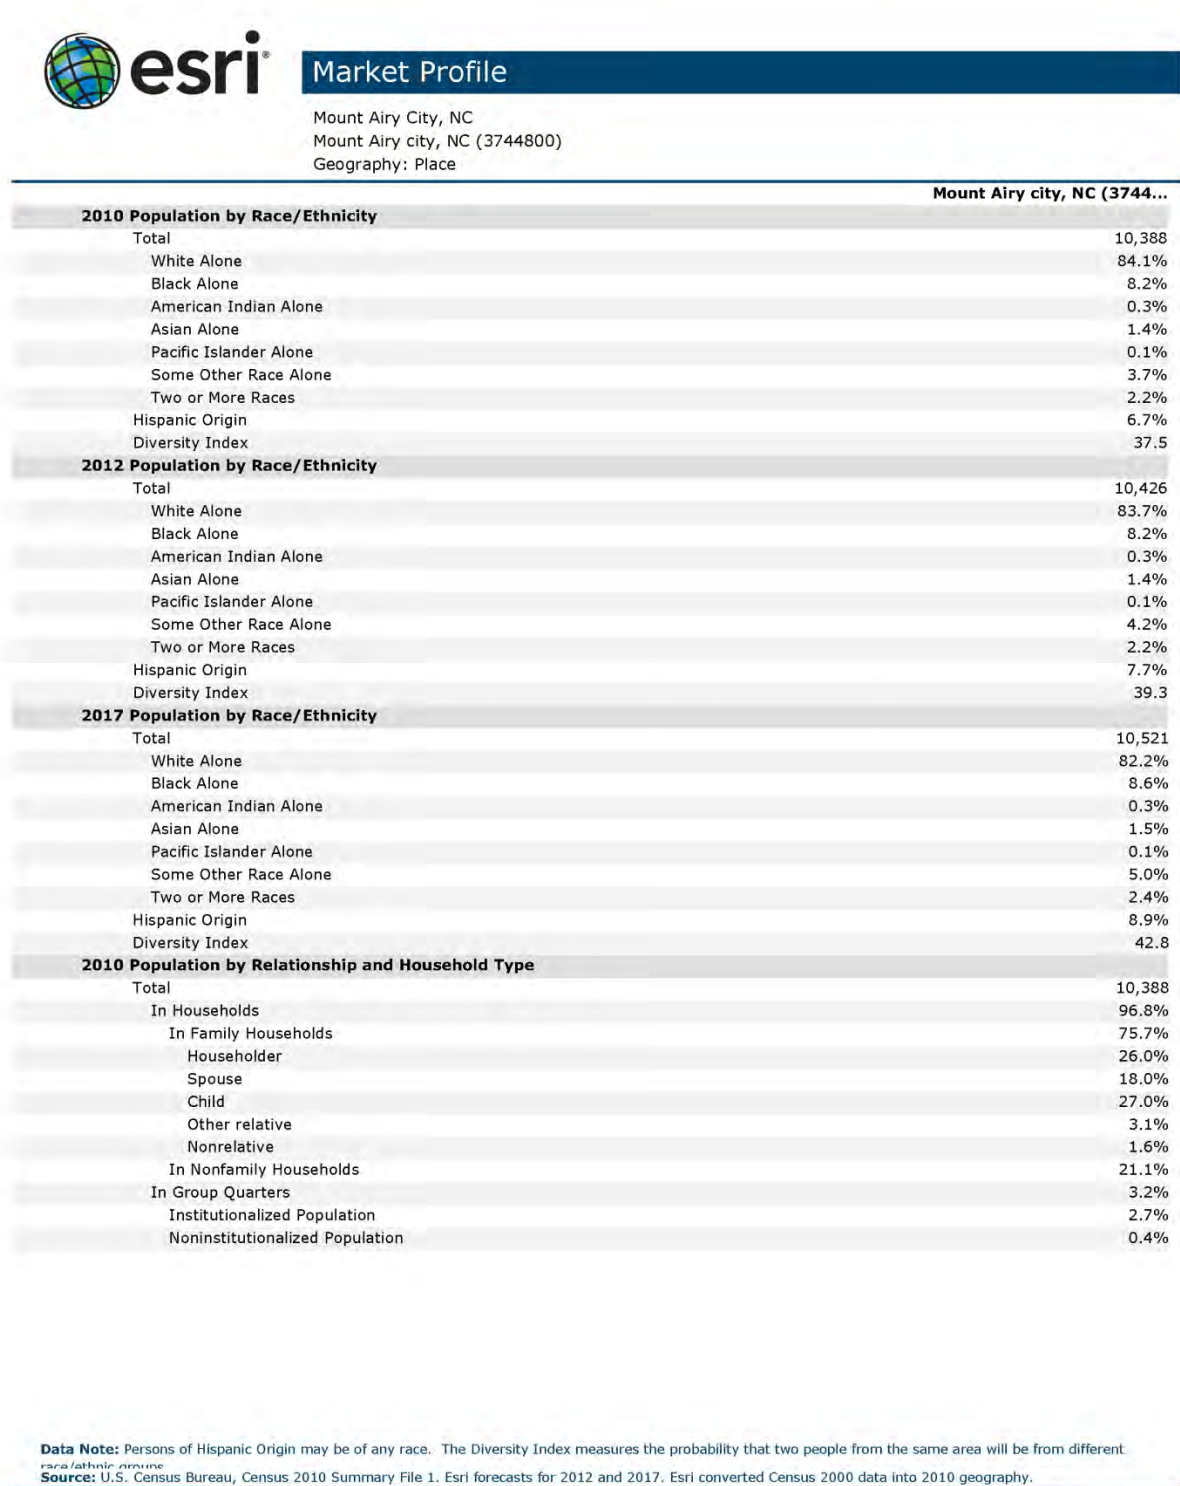 esri®
Market Profile
Mount Airy City, NC
Mount Airy city, NC (3744800)
Geography: Place
Mount Airy city, NC (3744...
2010 Population by Race/Ethnicity
Total 10,388
White Alone 84.1%
Black Alone 8.2%
American Indian Alone 0.3%
Asian Alone 1.4%
Pacific Islander Alone 0.1%
Some Other Race Alone 3.7%
Two or More Races 2.2%
Hispanic Origin 6.7%
Diversity Index 37.5
2012 Population by Race/Ethnicity
Total 10,426
White Alone 83.7%
Black Alone 8.2%
American Indian Alone 0.3%
Asian Alone 1.4%
Pacific Islander Alone 0.1%
Some Other Race Alone 4.2%
Two or More Races 2.2%
Hispanic Origin 7.7%
Diversity Index 39.3
2017 Population by Race/Ethnicity
Total 10,521
White Alone 82.2%
Black Alone 8.6%
American Indian Alone 0.3%
Asian Alone 1.5%
Pacific Islander Alone 0.1%
Some Other Race Alone 5.0%
Two or More Races 2.4%
Hispanic Origin 8.9%
Diversity Index 42.8
2010 Population by Relationship and Household Type
Total 10,388
In Households 96.8%
In Family Households 75.7%
Householder 26.0%
Spouse 18.0%
Child 27.0%
Other relative 3.1%
Nonrelative 1.6%
In Nonfamily Households 21.1%
In Group Quarters 3.2%
Institutionalized Population 2.7%
Noninstitutionalized Population 0.4%
Data Note: Persons of Hispanic Origin may be of any race. The Diversity Index measures the probability that two people from the same area will be from different
race/ethnic groups
Source: U.S. Census Bureau, Census 2010 Summary File 1. Esri forecasts for 2012 and 2017. Esri converted Census 2000 data into 2010 geography.